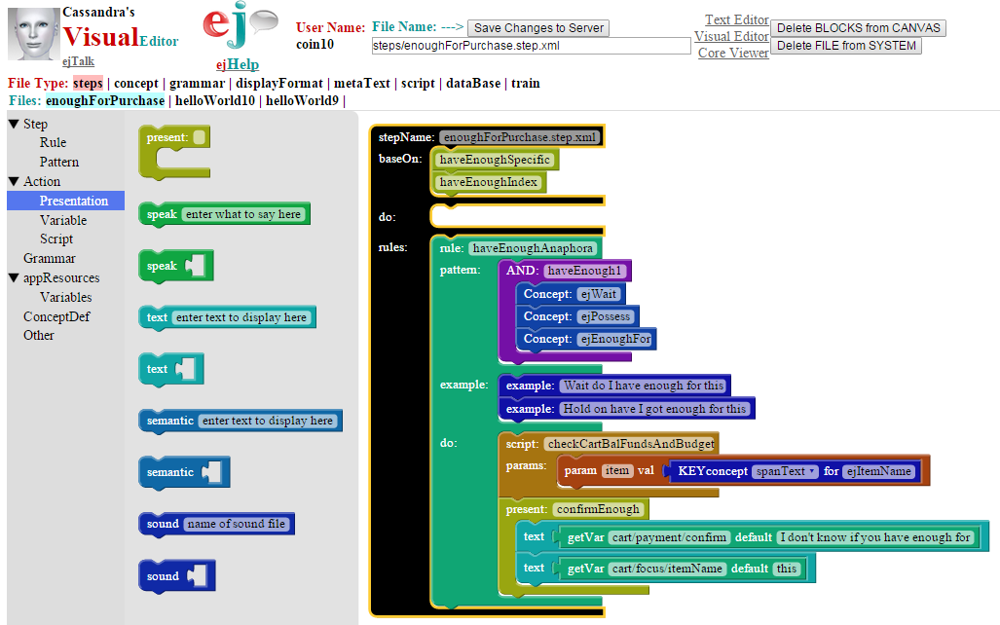 Cassandra's
VisualEditor
ejTalk
ej
ejHelp
User Name:
coin10
File Name: ---> Save Changes to Server
steps/enoughForPurchase.step.xml
Text Editor
Visual Editor
Core Viewer
Delete BLOCKS from CANVAS
Delete FILE from SYSTEM
File Type: steps | concept | grammar | displayFormat | metaText | script | dataBase | train
Files: enoughForPurchase | helloWorld10 | helloWorld9 |
▼ Step
Rule
Pattern
▼ Action
Presentation
Variable
Script
Grammar
▼ appResources
Variables
ConceptDef
Other
present:
speak enter what to say here
speak
text enter text to display here
text
semantic enter text to display here
semantic
sound name of sound file
sound
stepName: enoughForPurchase.step.xml
baseOn: haveEnoughSpecific
haveEnoughIndex
do:
rules: rule: haveEnoughAnaphora
pattem: AND: haveEnough1
Concept: ejWait
Concept: ejPossess
Concept: ejEnoughFor
example: example: Wait do I have enough for this
example: Hold on have I got enough for this
do: script: checkCartBalFundsAndBudget
params: param item val KEYconcept spanText ▾ for ejItemName
present: confirmEnough
text getVar cart/payment/confirm default I don't know if you have enough for
text getVar cart/focus/itemName default this